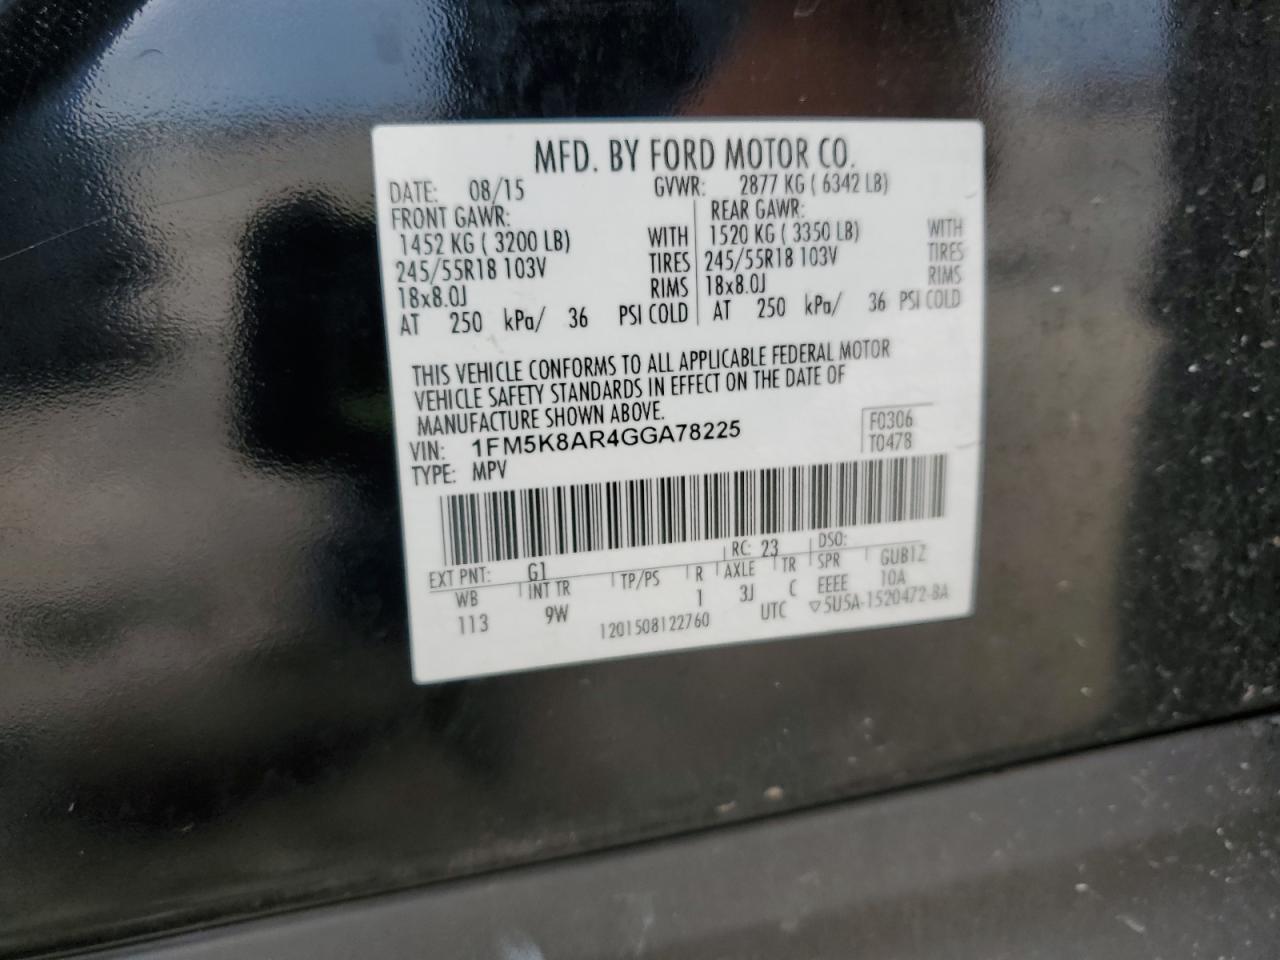 MFD. BY FORD MOTOR CO.
DATE: 08/15 GVWR: 2877 KG ( 6342 LB)
FRONT GAWR: REAR GAWR:
1452 KG ( 3200 LB) WITH 1520 KG ( 3350 LB) WITH
245/55R18 103V TIRES 245/55R18 103V TIRES
18x8.0J RIMS 18x8.0J RIMS
AT 250 kPa/ 36 PSI COLD AT 250 kPa/ 36 PSI COLD
THIS VEHICLE CONFORMS TO ALL APPLICABLE FEDERAL MOTOR
VEHICLE SAFETY STANDARDS IN EFFECT ON THE DATE OF
MANUFACTURE SHOWN ABOVE.
VIN: 1FM5K8AR4GGA78225 F0306
TYPE: MPV T0478
EXT PNT: G1 RC: 23 DSO:
WB INT TR TP/PS R AXLE TR SPR GUB1Z
113 9W 1 3J C EEEE 10A
1201508122760 UTC ▽5U5A-1520472-BA